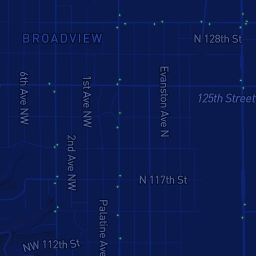 BROADVIEW
N 128th St
6th Ave NW
1st Ave NW
Evanston Ave N
125th Street
2nd Ave NW
N 117th St
Palatine Ave
NW 112th St